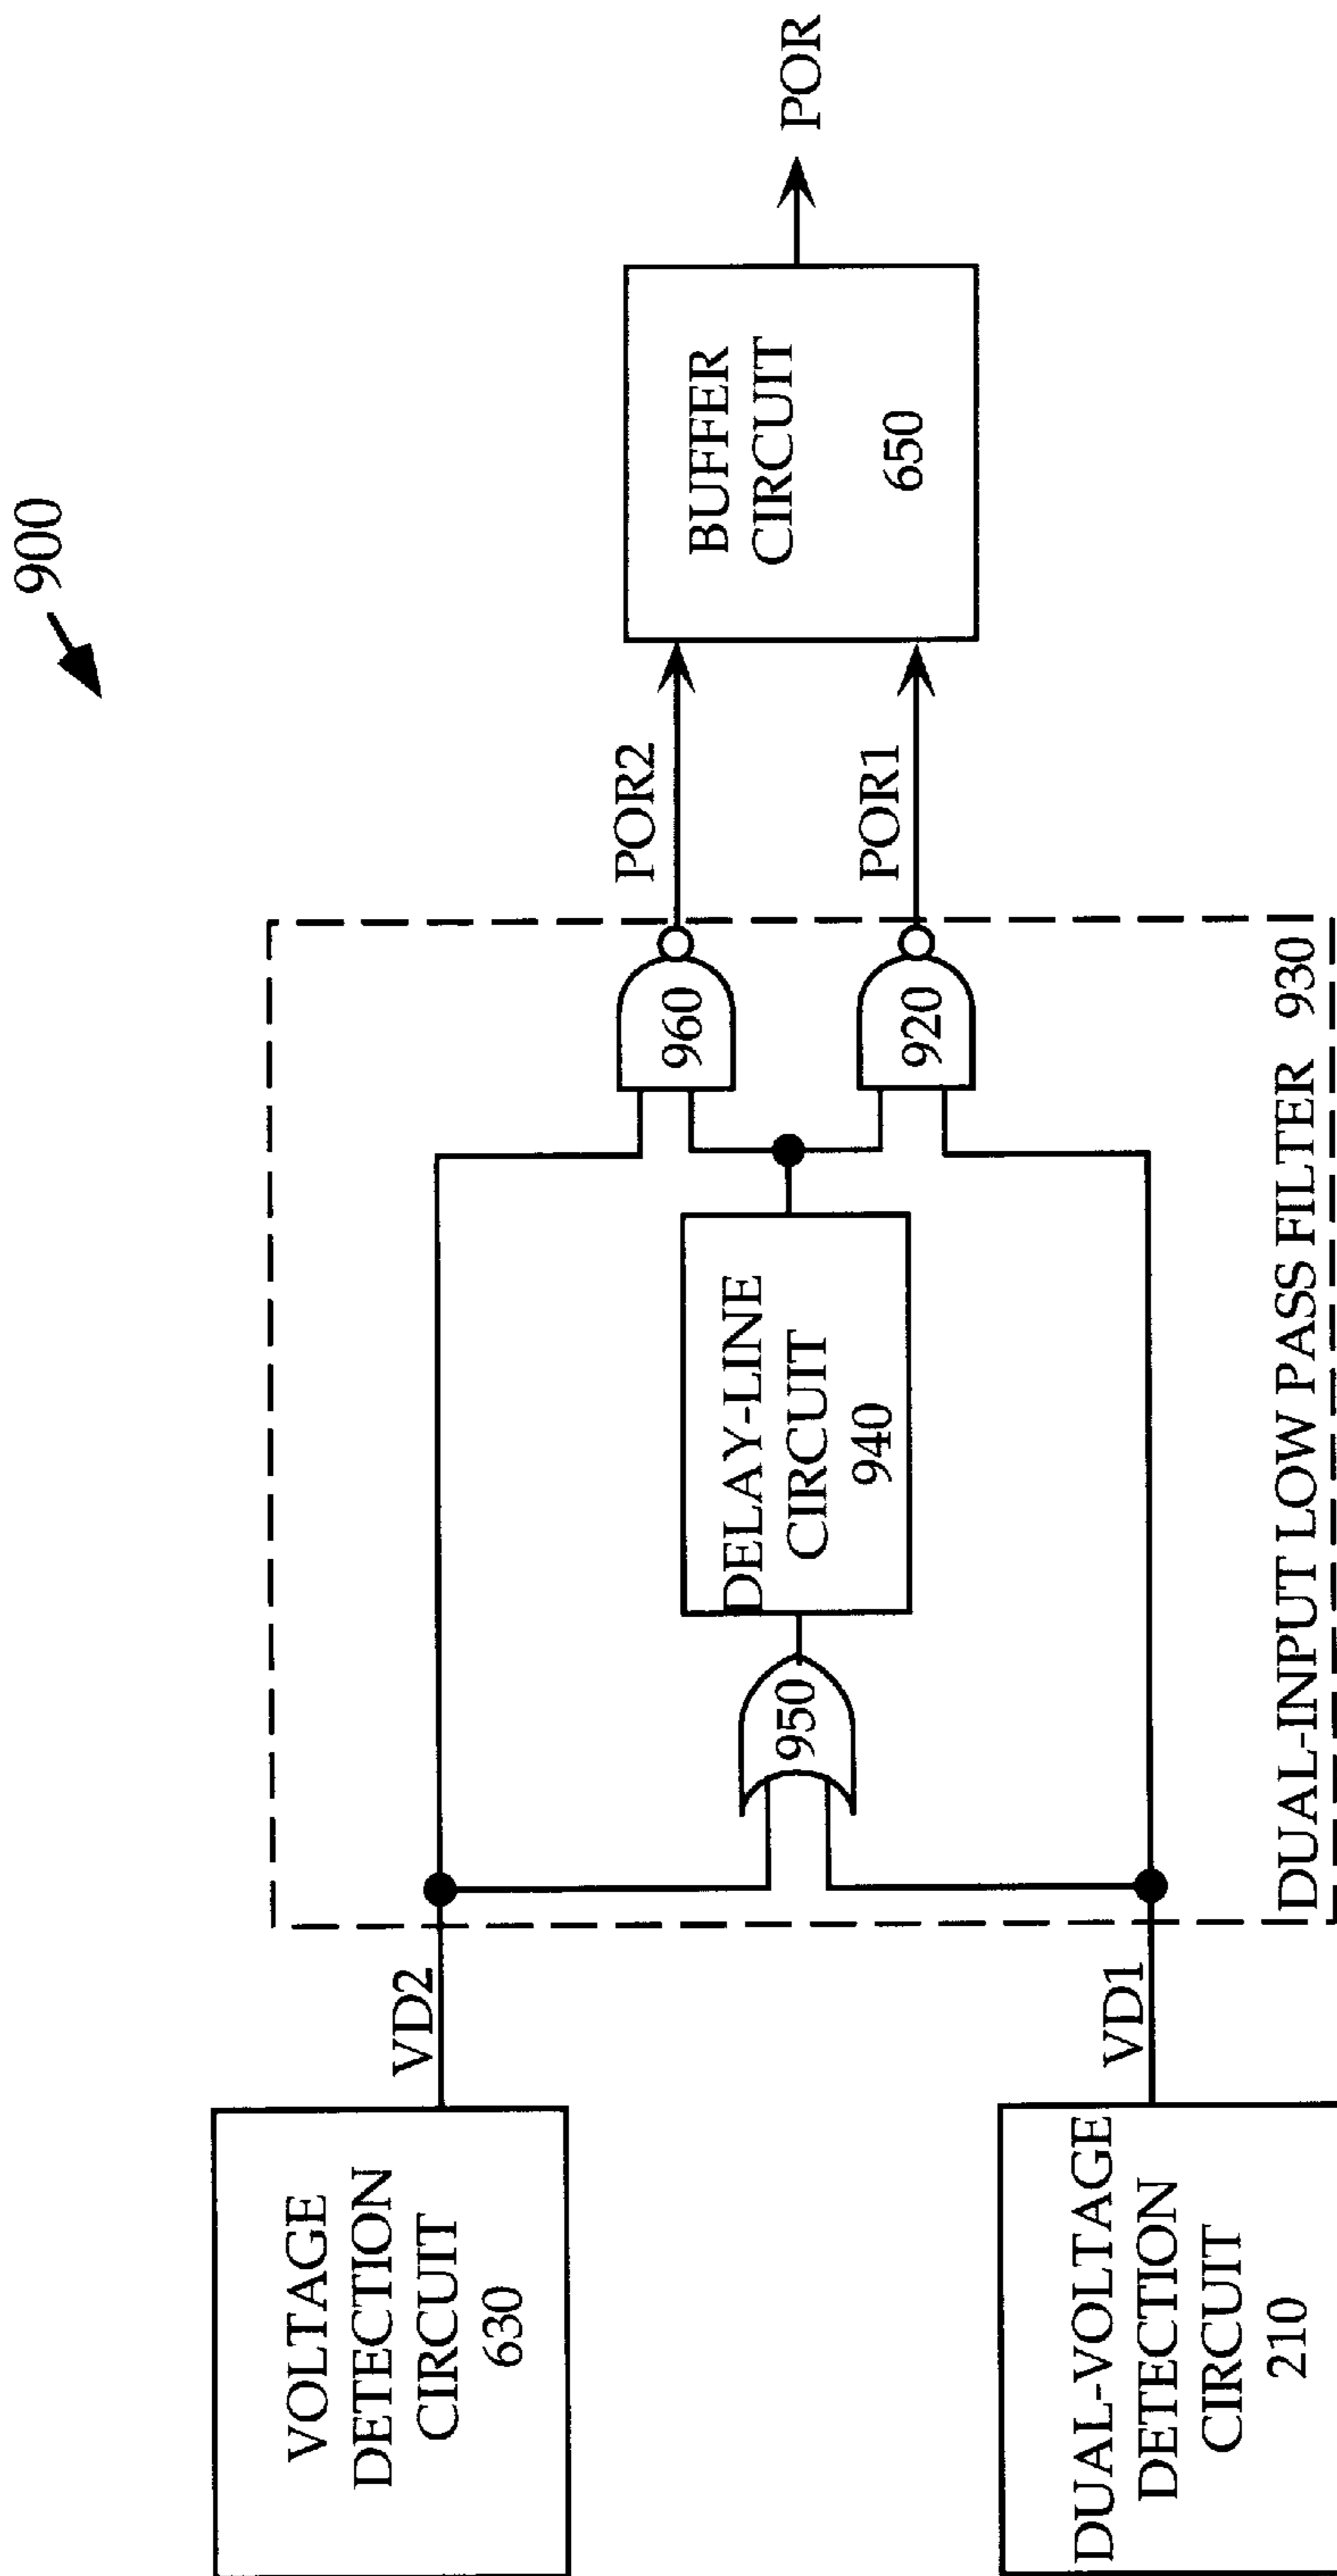 900
VOLTAGE
DETECTION
CIRCUIT
630
VD2
DUAL-VOLTAGE
DETECTION
CIRCUIT
210
VD1
950
DELAY-LINE
CIRCUIT
940
960
920
DUAL-INPUT LOW PASS FILTER 930
POR2
POR1
BUFFER
CIRCUIT
650
POR